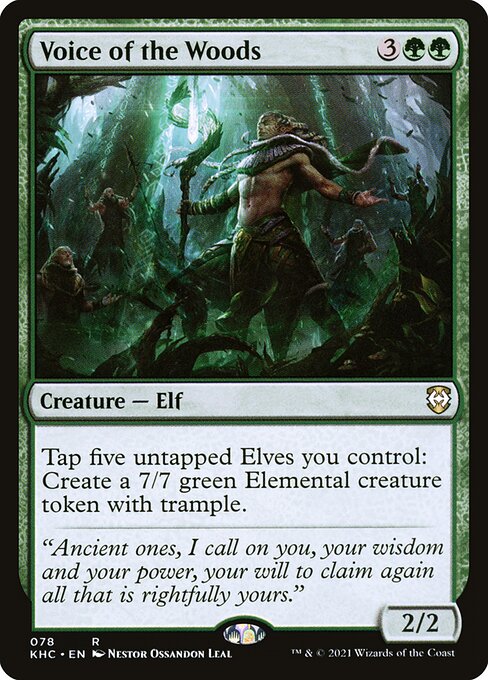 Voice of the Woods 3
Creature — Elf
Tap five untapped Elves you control:
Create a 7/7 green Elemental creature
token with trample.
“Ancient ones, I call on you, your wisdom
and your power, your will to claim again
all that is rightfully yours.”
2/2
078 R
KHC • EN Nestor Ossandon Leal
™ & © 2021 Wizards of the Coast